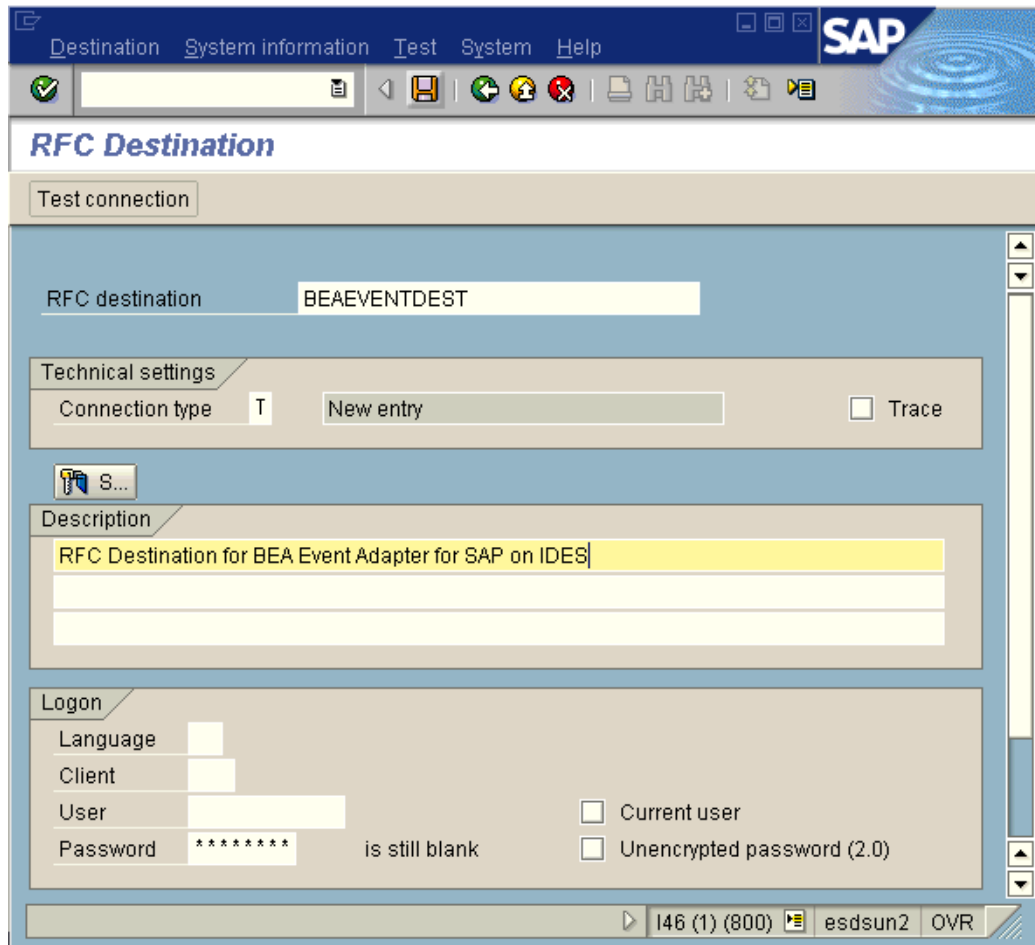 Destination System information Test System Help
SAP
RFC Destination
Test connection
RFC destination BEAEVENTDEST
Technical settings
Connection type T New entry Trace
S...
Description
RFC Destination for BEA Event Adapter for SAP on IDES
Logon
Language
Client
User Current user
Password ******** is still blank Unencrypted password (2.0)
I46 (1) (800) esdsun2 OVR